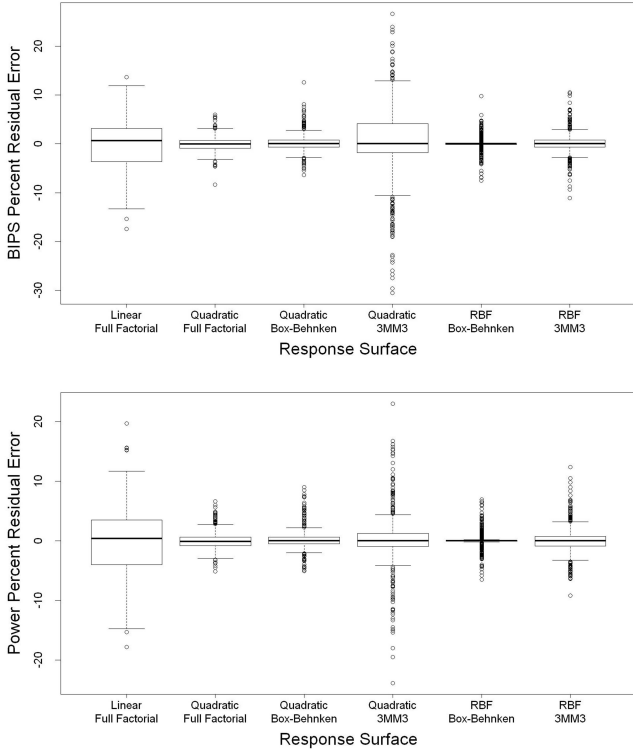 BIPS Percent Residual Error
20
10
0
-10
-20
-30
Linear Full Factorial
Quadratic Full Factorial
Quadratic Box-Behnken
Quadratic 3MM3
RBF Box-Behnken
RBF 3MM3
Response Surface
Power Percent Residual Error
20
10
0
-10
-20
Linear Full Factorial
Quadratic Full Factorial
Quadratic Box-Behnken
Quadratic 3MM3
RBF Box-Behnken
RBF 3MM3
Response Surface